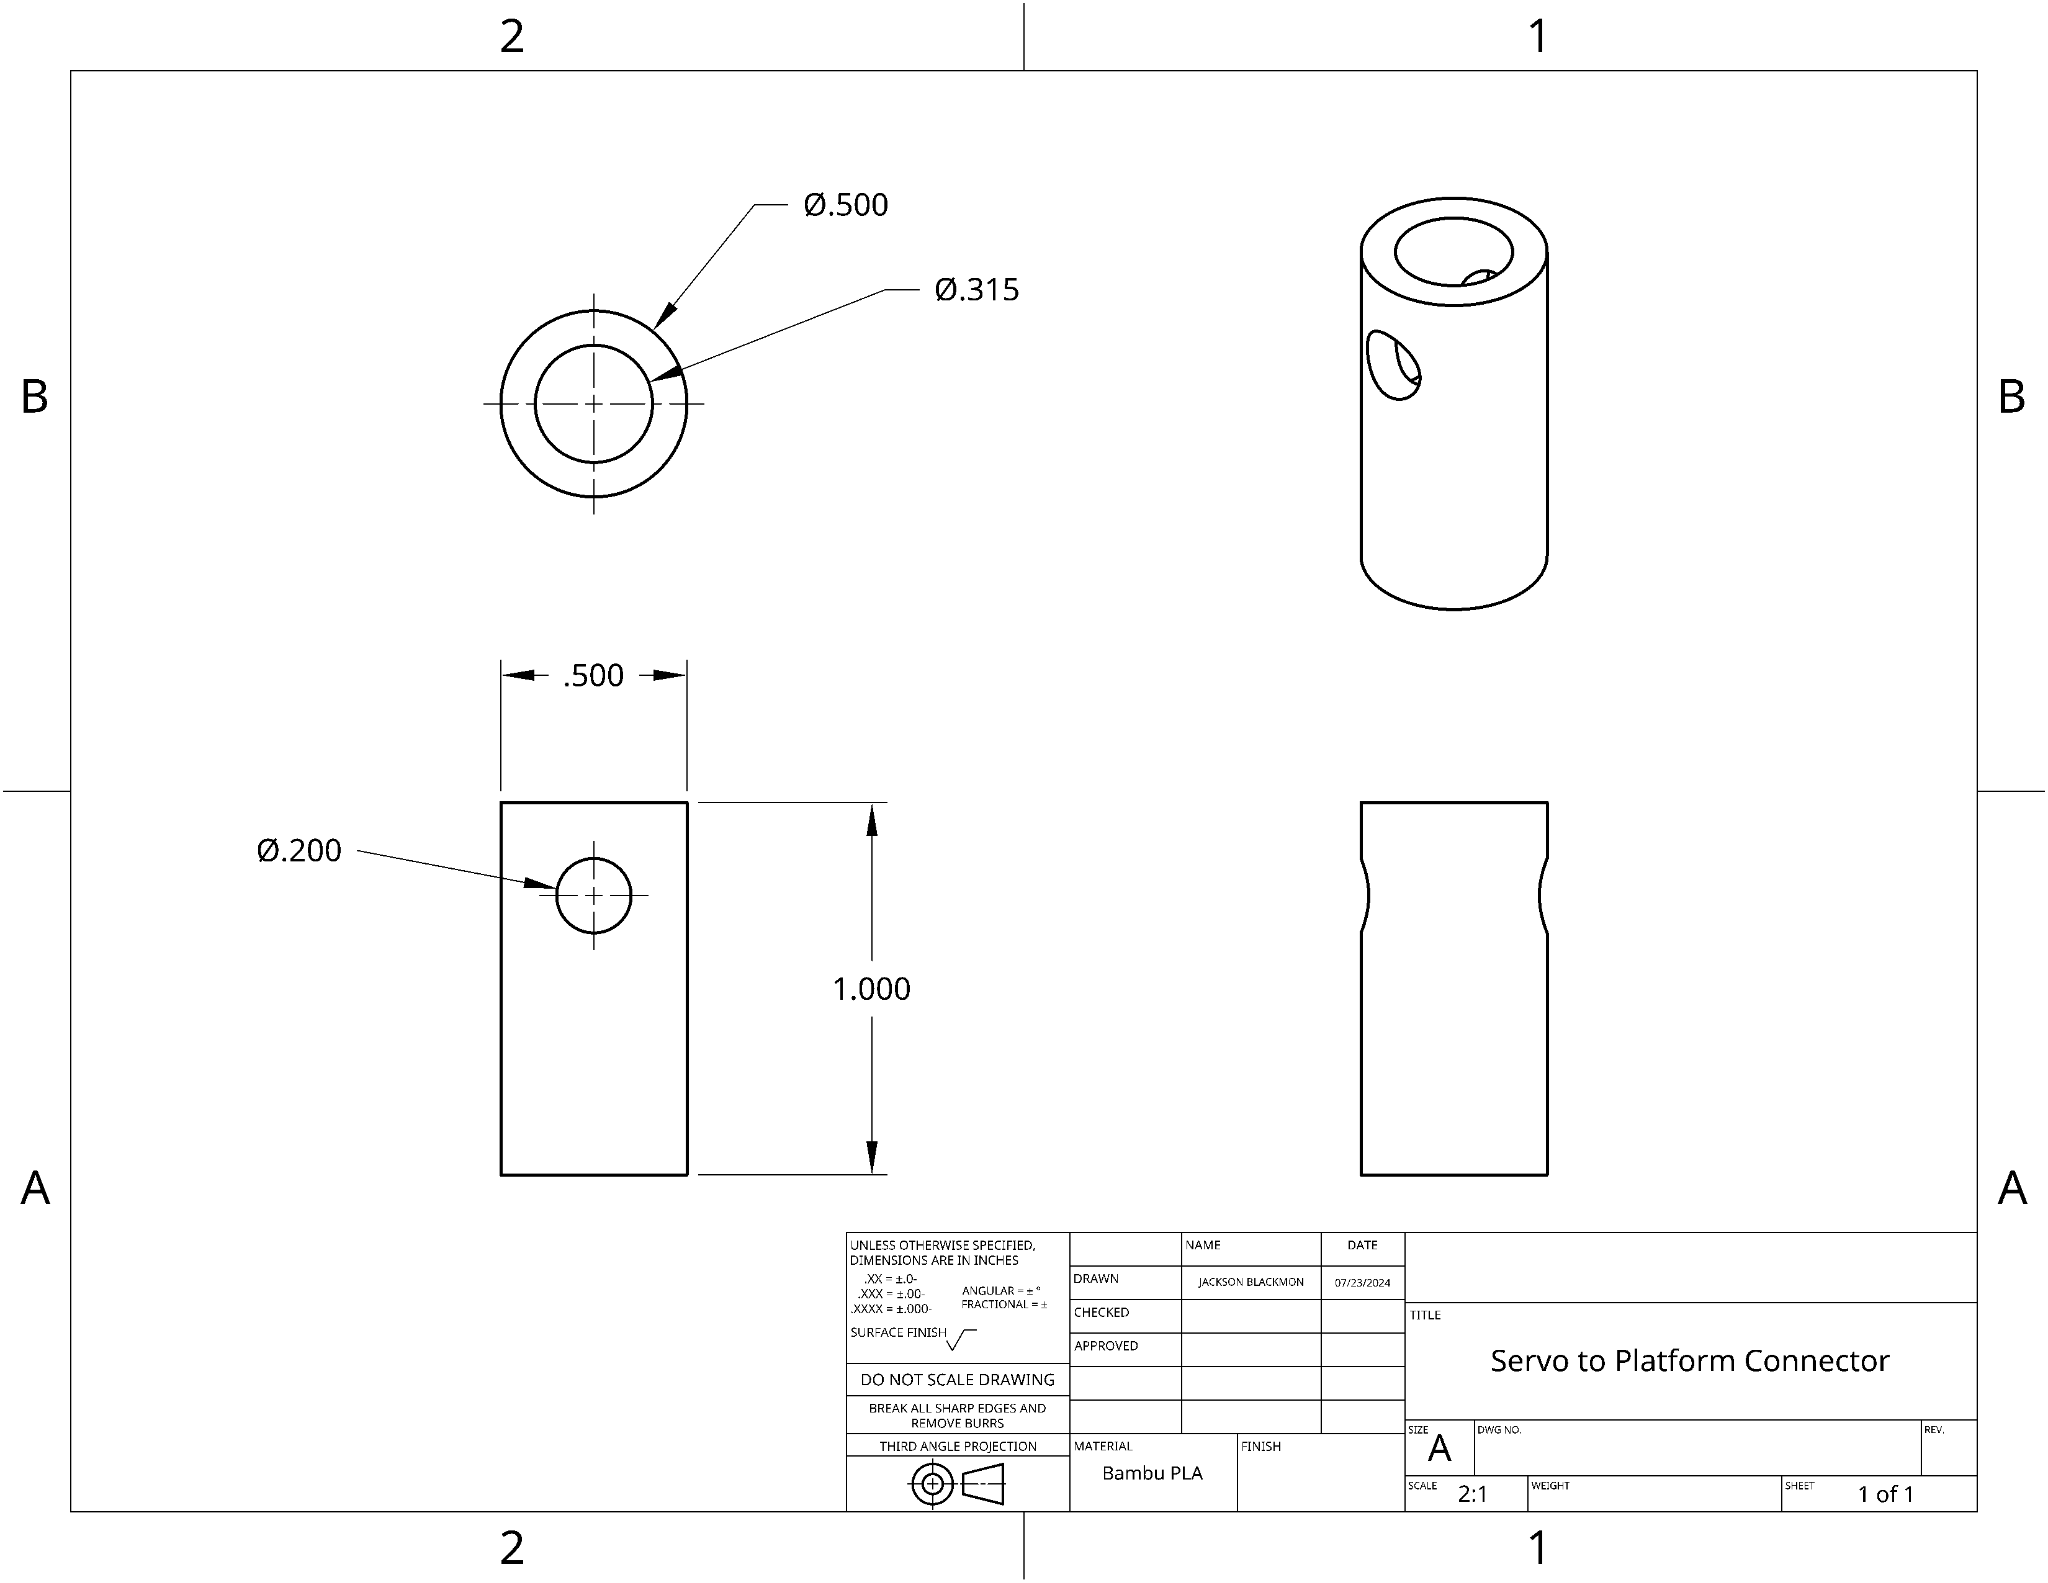 2
1
Ø.500
Ø.315
B
B
.500
Ø.200
1.000
A
A
UNLESS OTHERWISE SPECIFIED,
DIMENSIONS ARE IN INCHES
.XX = ±.0-
.XXX = ±.00-
.XXXX = ±.000-
ANGULAR = ± °
FRACTIONAL = ±
SURFACE FINISH
DO NOT SCALE DRAWING
BREAK ALL SHARP EDGES AND
REMOVE BURRS
THIRD ANGLE PROJECTION
NAME
DATE
DRAWN
JACKSON BLACKMON
07/23/2024
CHECKED
APPROVED
MATERIAL
Bambu PLA
FINISH
TITLE
Servo to Platform Connector
SIZE
A
DWG NO.
REV.
SCALE
2:1
WEIGHT
SHEET
1 of 1
2
1